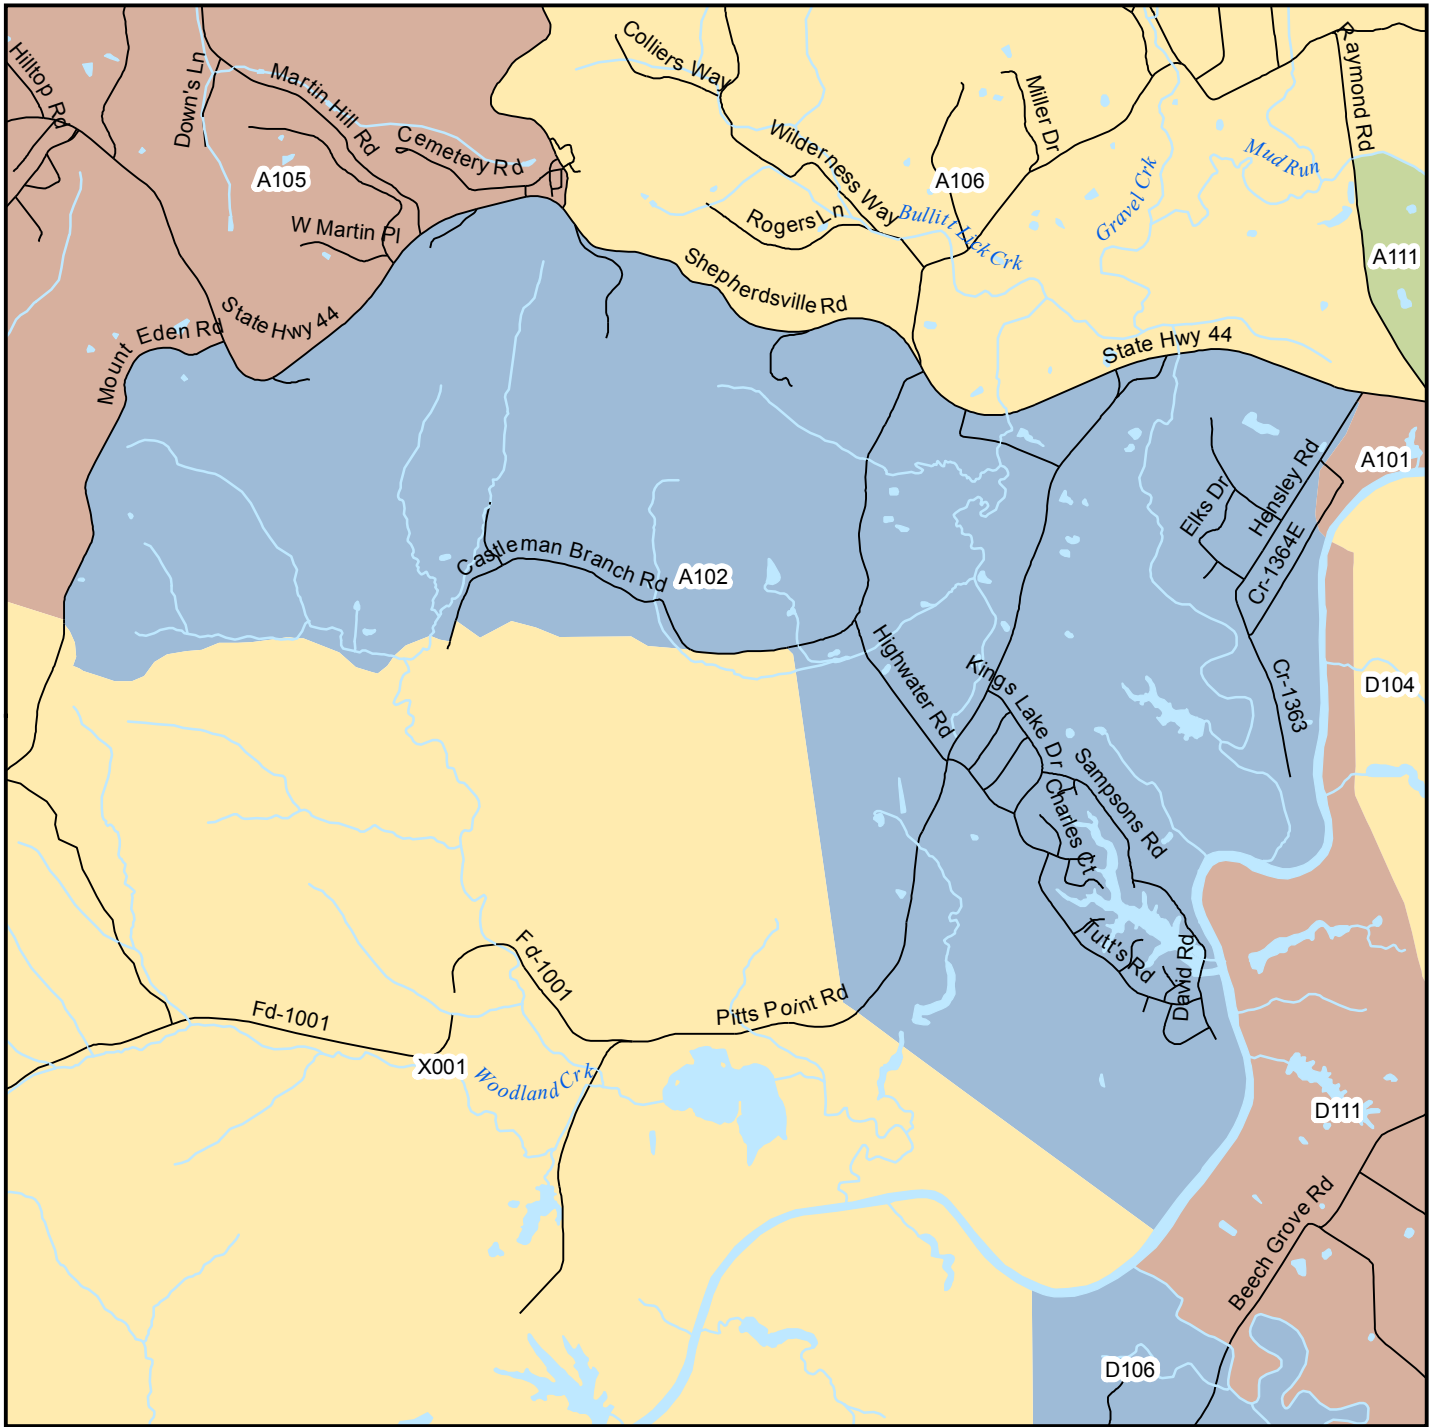 Colliers Way
Hilltop Rd
Down's Ln
Martin Hill Rd
Raymond Rd
Miller Dr
Cemetery Rd
Wilderness Way
Mud Run
A105
A106
Gravel Crk
W Martin Pl
Rogers Ln
Bullitt Lick Crk
A111
Shepherdsville Rd
State Hwy 44
Mount Eden Rd
State Hwy 44
A101
Hensley Rd
Elks Dr
Castleman Branch Rd
A102
Cr-1364E
Highwater Rd
Kings Lake Dr
Cr-1363
D104
Sampsons Rd
Charles Ct
Tutt's Rd
David Rd
Fd-1001
Fd-1001
Pitts Point Rd
X001
Woodland Crk
D111
Beech Grove Rd
D106